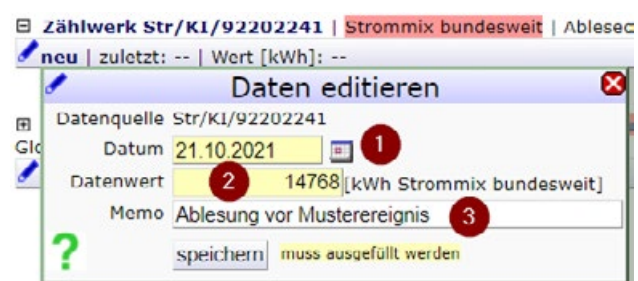 Zählwerk Str/KI/92202241 | Strommix bundesweit | Ablesec
neu | zuletzt: -- | Wert [kWh]: --
Daten editieren
Datenquelle Str/KI/92202241
Datum 21.10.2021 1
Datenwert 2 14768 [kWh Strommix bundesweit]
Memo Ablesung vor Musterereignis 3
? speichern muss ausgefüllt werden